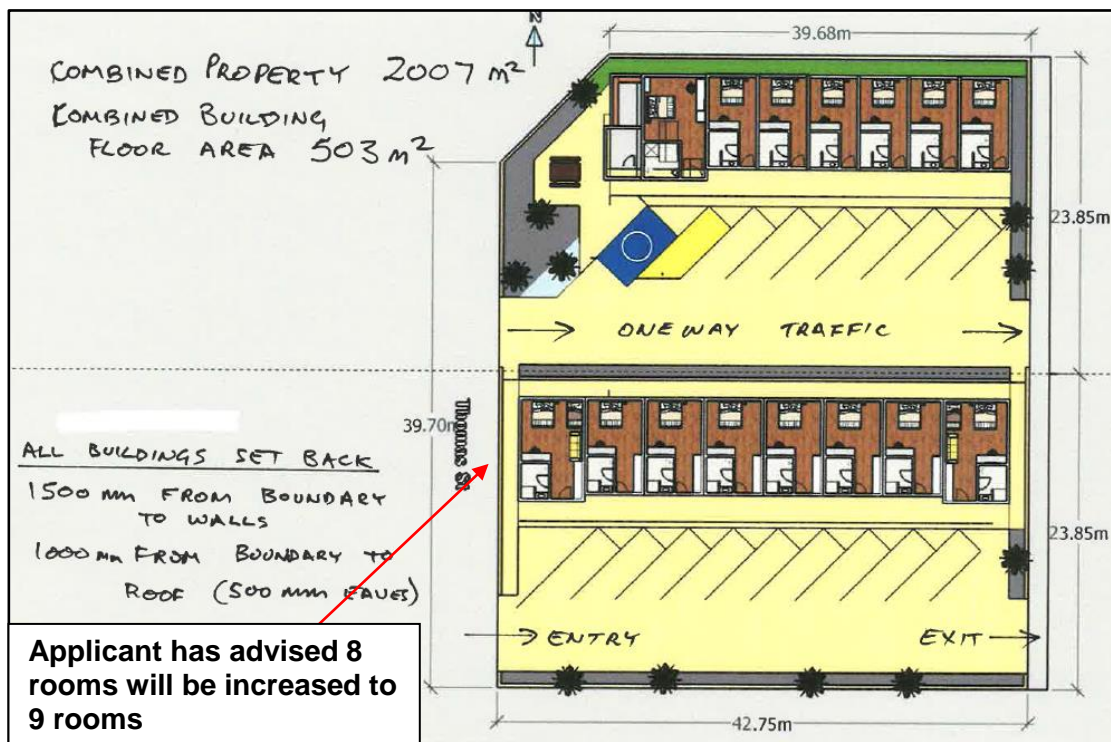 COMBINED PROPERTY 2007 m²
COMBINED BUILDING
FLOOR AREA 503 m²
N
39.68m
23.85m
ONE WAY TRAFFIC
39.70m
Thomas St
ALL BUILDINGS SET BACK
1500 mm FROM BOUNDARY
TO WALLS
1000 mm FROM BOUNDARY TO
ROOF (500 mm EAVES)
23.85m
ENTRY
EXIT
Applicant has advised 8
rooms will be increased to
9 rooms
42.75m